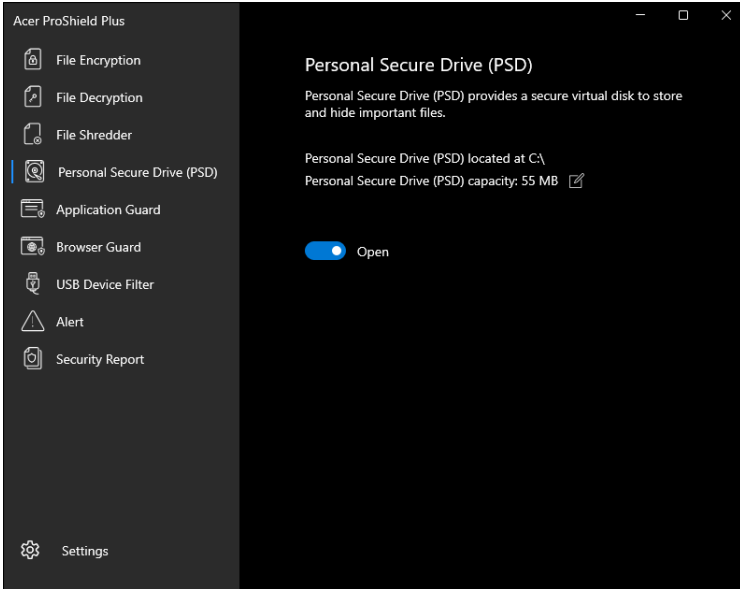 Acer ProShield Plus
File Encryption
File Decryption
File Shredder
Personal Secure Drive (PSD)
Application Guard
Browser Guard
USB Device Filter
Alert
Security Report
Settings
Personal Secure Drive (PSD)
Personal Secure Drive (PSD) provides a secure virtual disk to store
and hide important files.
Personal Secure Drive (PSD) located at C:\
Personal Secure Drive (PSD) capacity: 55 MB
Open